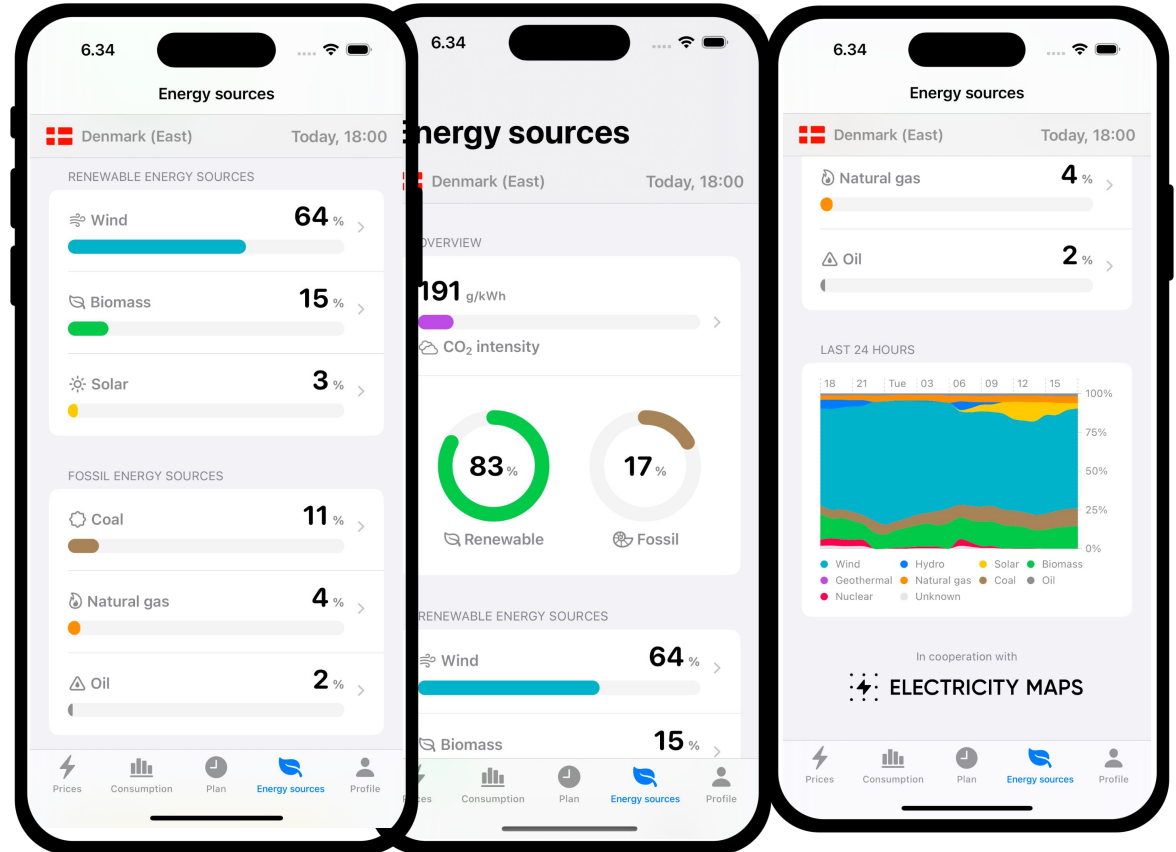 6.34
Energy sources
Denmark (East) Today, 18:00
RENEWABLE ENERGY SOURCES
Wind 64 %
Biomass 15 %
Solar 3 %
FOSSIL ENERGY SOURCES
Coal 11 %
Natural gas 4 %
Oil 2 %
Prices Consumption Plan Energy sources Profile
6.34
Energy sources
Denmark (East) Today, 18:00
OVERVIEW
191 g/kWh
CO₂ intensity
83 % 17 %
Renewable Fossil
RENEWABLE ENERGY SOURCES
Wind 64 %
Biomass 15 %
Prices Consumption Plan Energy sources Profile
6.34
Energy sources
Denmark (East) Today, 18:00
Natural gas 4 %
Oil 2 %
LAST 24 HOURS
18 21 Tue 03 06 09 12 15
100%
75%
50%
25%
0%
Wind Hydro Solar Biomass
Geothermal Natural gas Coal Oil
Nuclear Unknown
In cooperation with
ELECTRICITY MAPS
Prices Consumption Plan Energy sources Profile